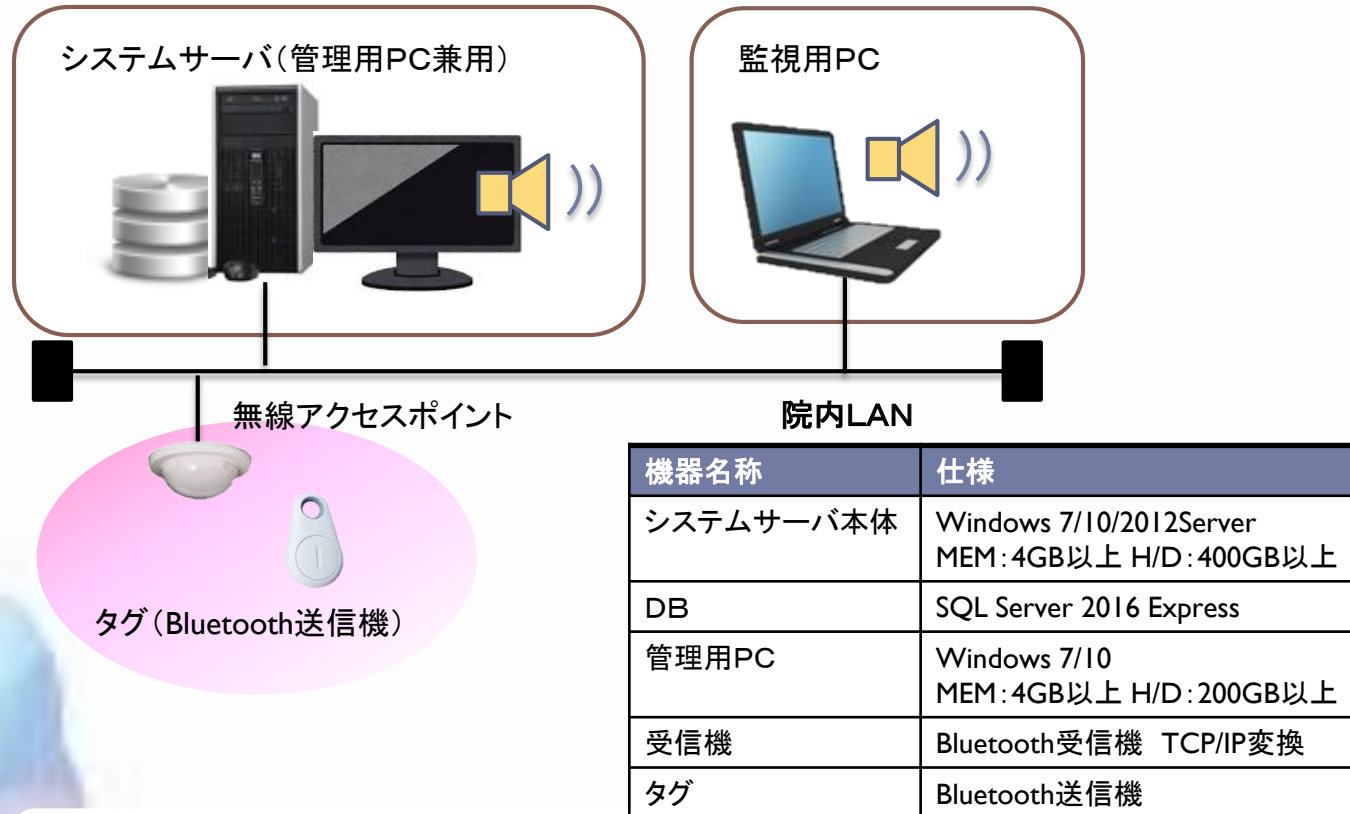 システムサーバ（管理用ＰＣ兼用）
監視用ＰＣ
無線アクセスポイント
院内LAN
タグ（Bluetooth送信機）
機器名称 仕様
システムサーバ本体 Windows 7/10/2012Server
MEM：4GB以上 H/D：400GB以上
ＤＢ SQL Server 2016 Express
管理用ＰＣ Windows 7/10
MEM：4GB以上 H/D：200GB以上
受信機 Bluetooth受信機　TCP/IP変換
タグ Bluetooth送信機